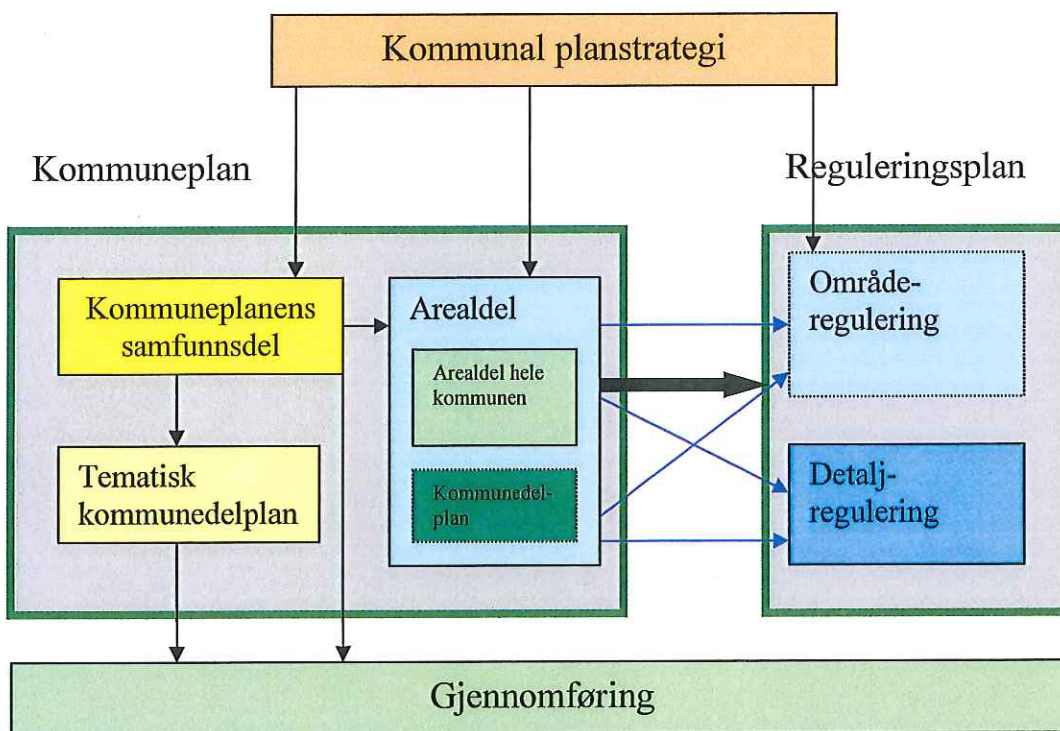 Kommunal planstrategi
Kommuneplan
Reguleringsplan
Kommuneplanens
samfunnsdel
Arealdel
Område-
regulering
Arealdel hele
kommunen
Tematisk
kommunedelplan
Kommunedel-
plan
Detalj-
regulering
Gjennomføring